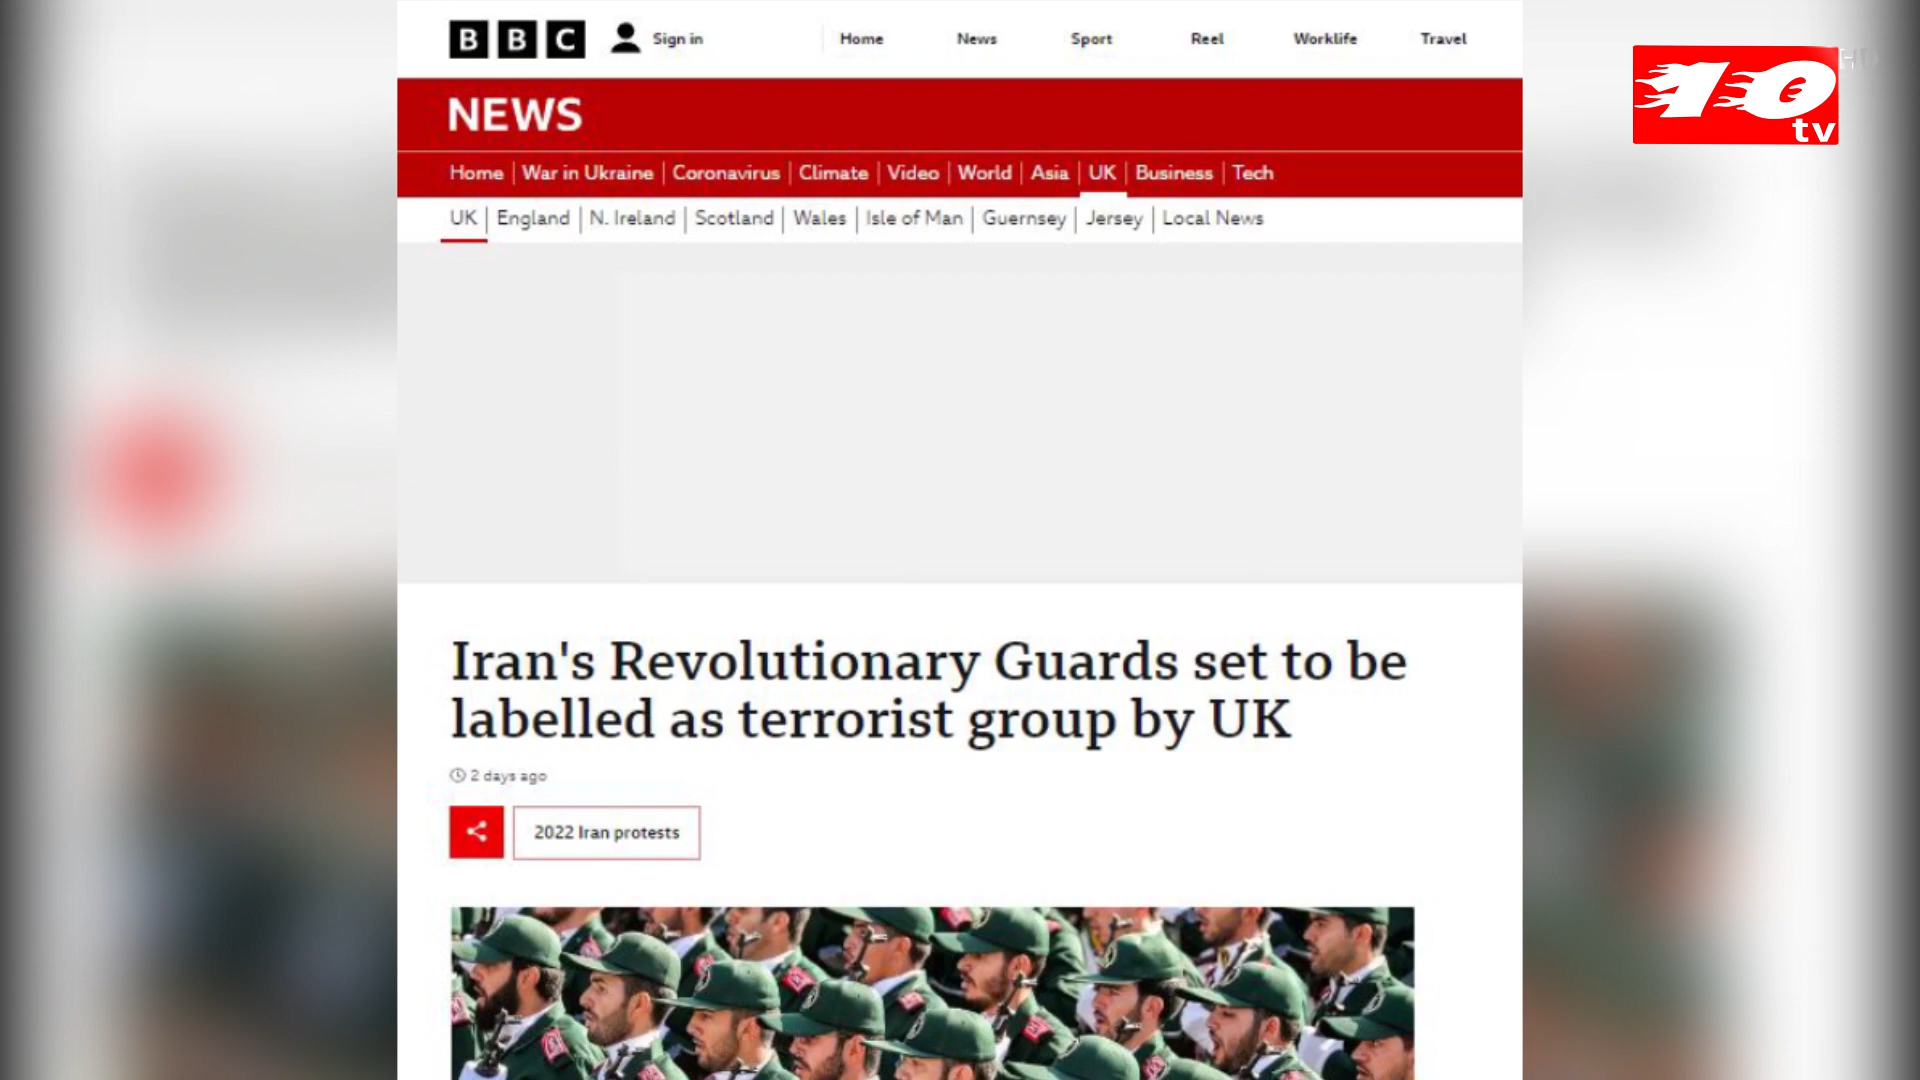 BBC Sign in Home News Sport Reel Worklife Travel
HD
10
tv
NEWS
Home War in Ukraine Coronavirus Climate Video World Asia UK Business Tech
UK England N. Ireland Scotland Wales Isle of Man Guernsey Jersey Local News
Iran's Revolutionary Guards set to be
labelled as terrorist group by UK
2 days ago
2022 Iran protests